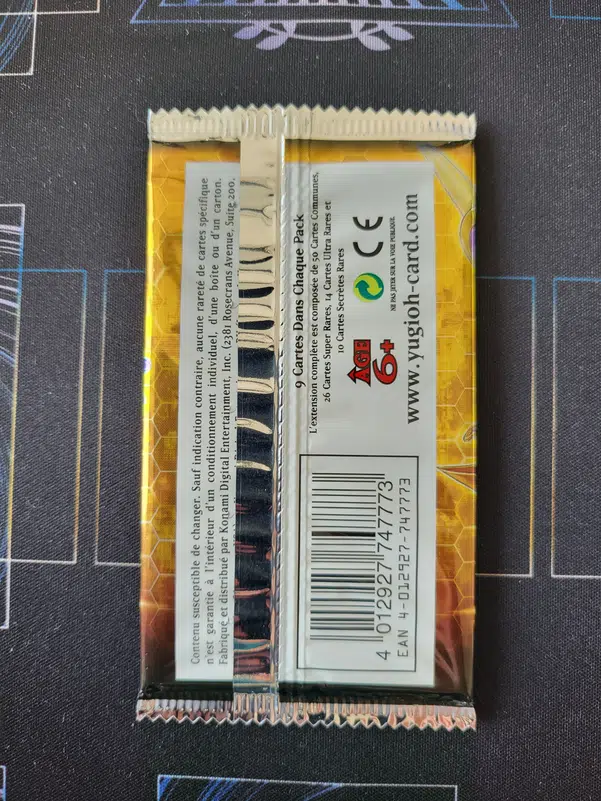 Contenu susceptible de changer. Sauf indication contraire, aucune rareté de cartes spécifique
n'est garantie à l'intérieur d'un conditionnement individuel, d'une boîte ou d'un carton.
Fabriqué et distribué par Konami Digital Entertainment, Inc. (2381 Rosecrans Avenue, Suite 200,
9 Cartes Dans Chaque Pack
L'extension complète est composée de 50 Cartes Communes,
26 Cartes Super Rares, 14 Cartes Ultra Rares et
10 Cartes Secrètes Rares
ÂGE
6+
CE
NE PAS JETER SUR LA VOIE PUBLIQUE
www.yugioh-card.com
4 012927 747773
EAN 4-012927-747773